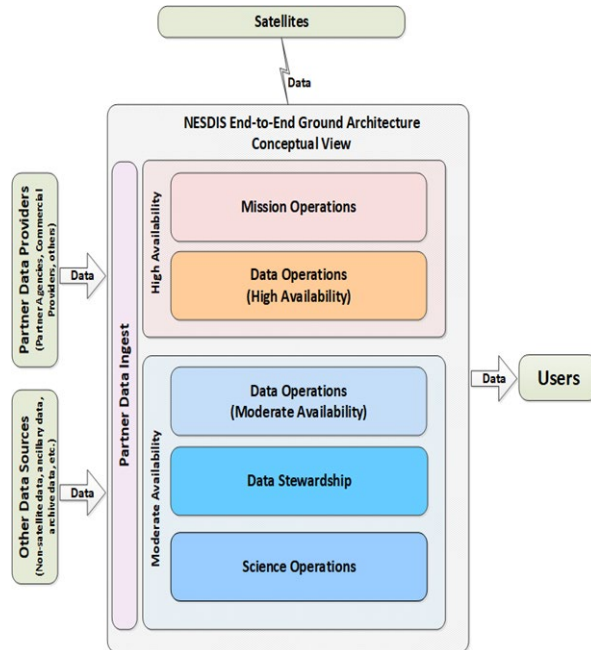 Satellites
Data
NESDIS End-to-End Ground Architecture
Conceptual View
Partner Data Providers
(Partner Agencies, Commercial
Providers, others)
Data
Other Data Sources
(Non-satellite data, ancillary data,
archive data, etc.)
Data
Partner Data Ingest
High Availability
Mission Operations
Data Operations
(High Availability)
Moderate Availability
Data Operations
(Moderate Availability)
Data Stewardship
Science Operations
Data
Users